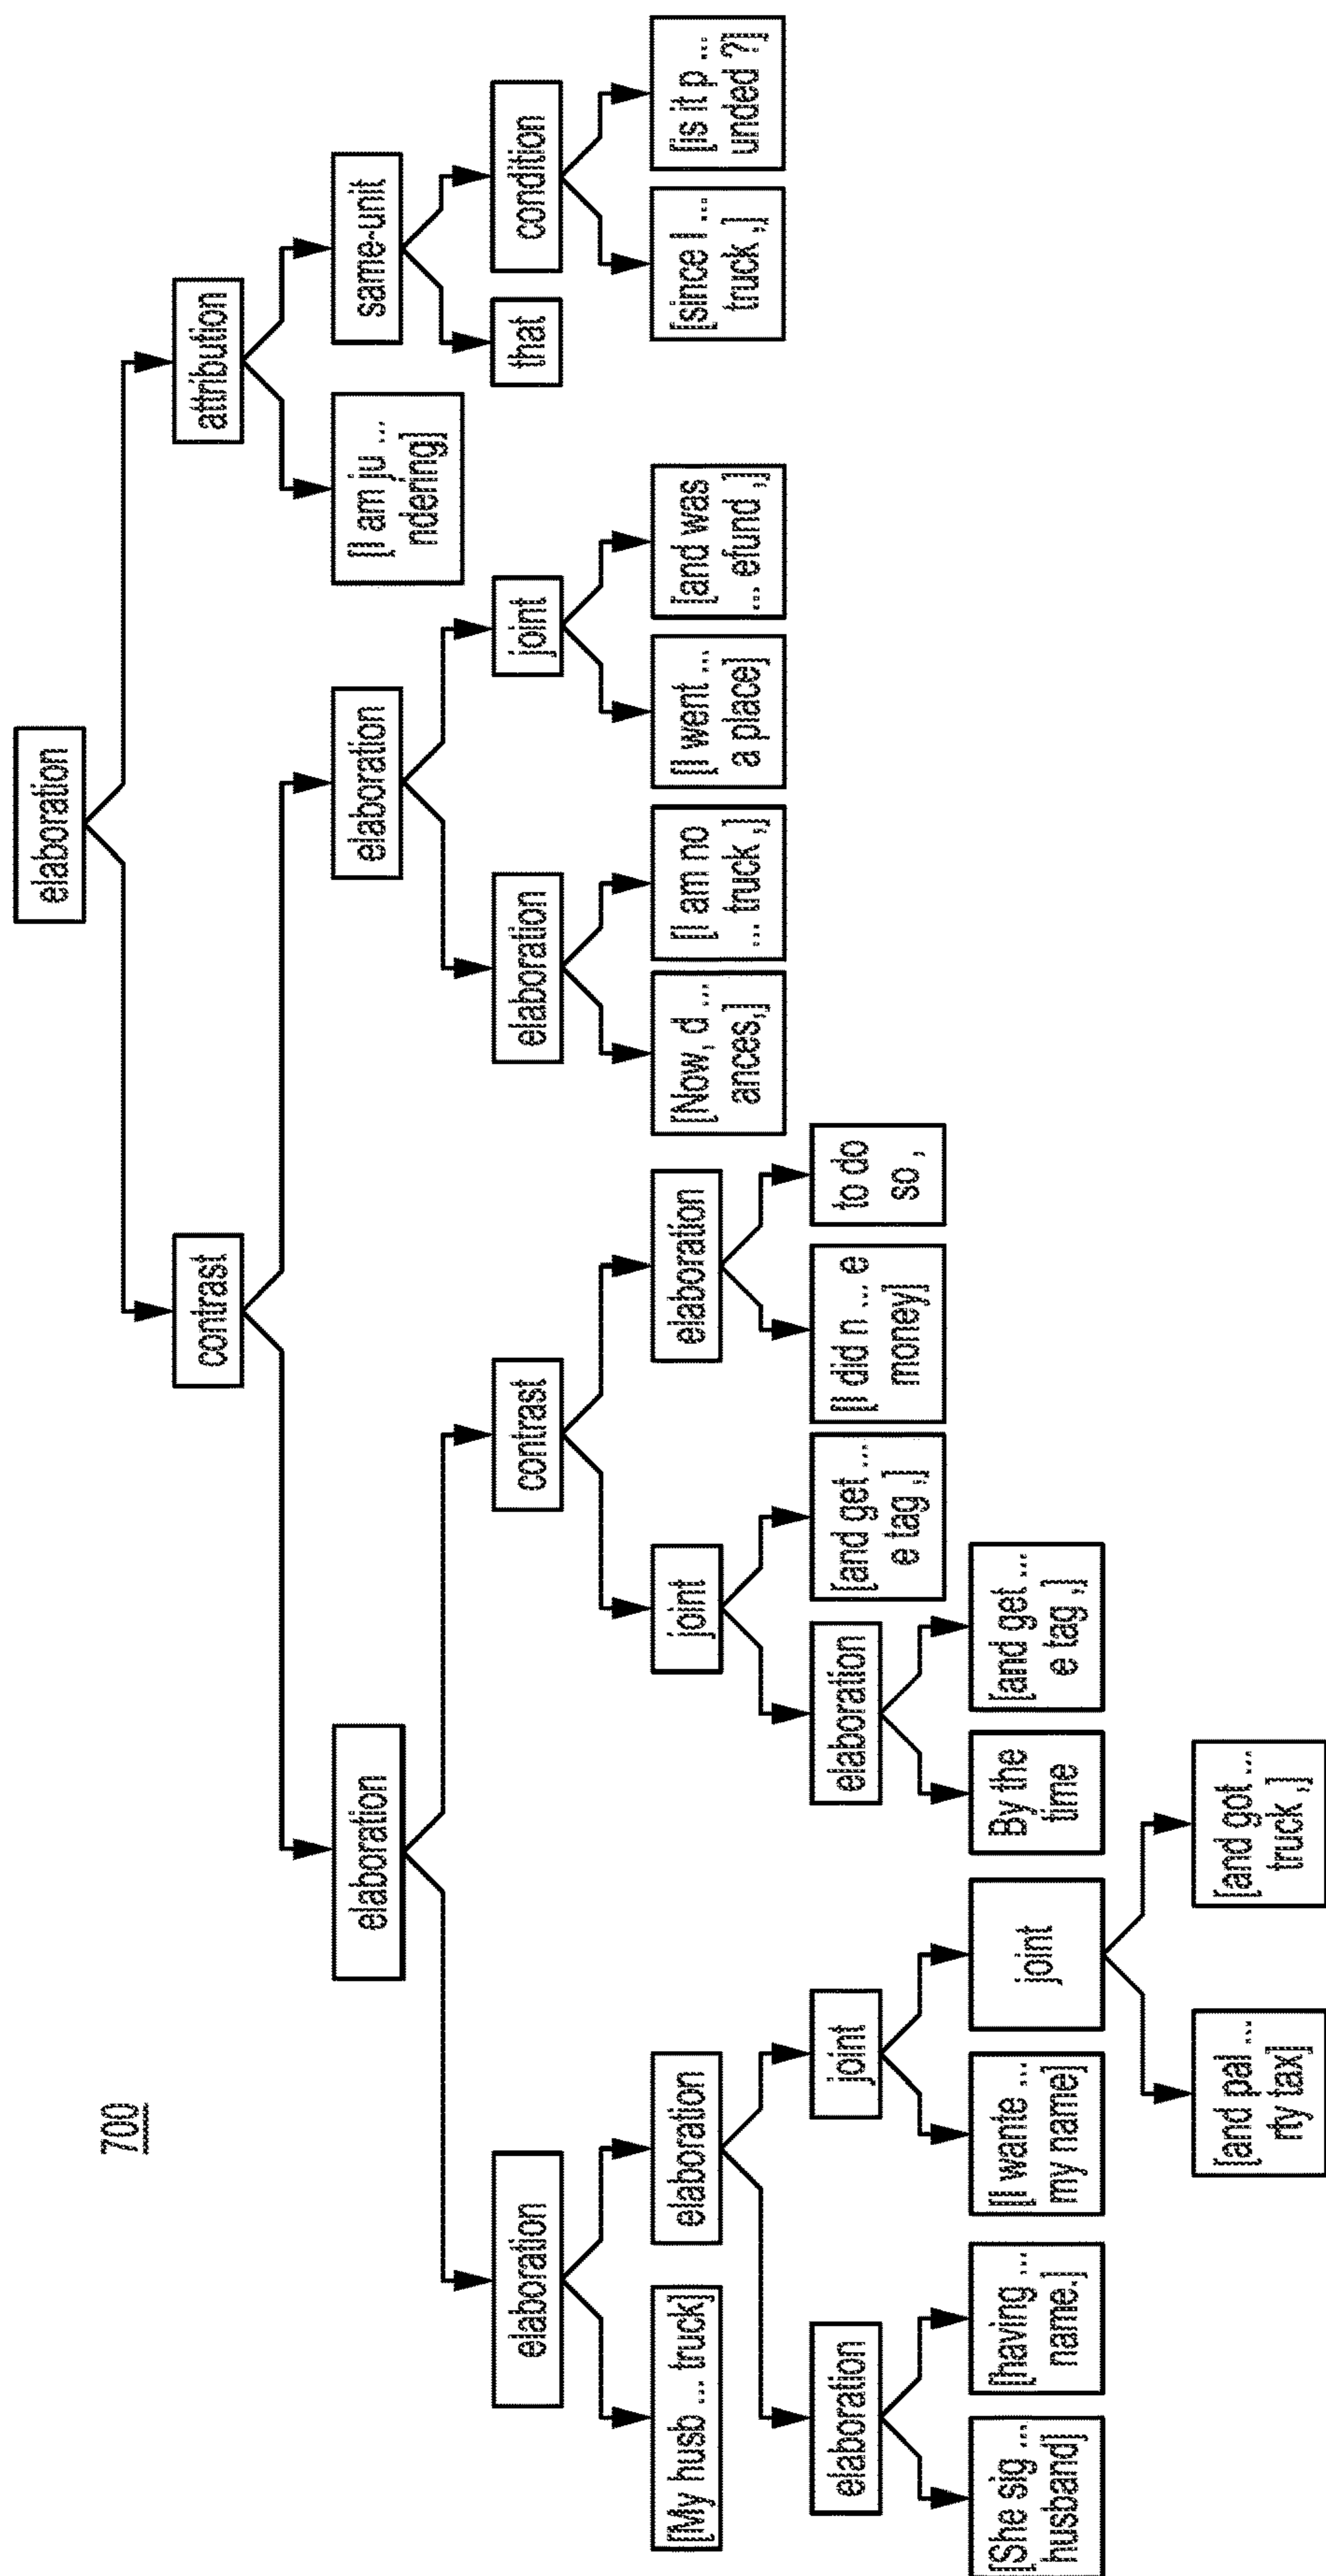 700
elaboration
contrast
attribution
elaboration
elaboration
[I am ju ...
ndering]
same-unit
elaboration
contrast
elaboration
joint
that
condition
[My husb ... truck]
elaboration
joint
elaboration
[Now, d ...
ances,]
[I am no
... truck ,]
[I went ...
a place]
[and was
... efund ,]
[since I ...
truck ,]
[is it p ...
unded ?]
elaboration
joint
elaboration
[and get ...
e tag ,]
[I did n ... e
money]
to do
so ,
[She sig ...
husband]
[having ...
name.]
[I wante ...
my name]
joint
By the
time
[and get ...
e tag ,]
[and pal ...
rty tax]
[and got ...
truck ,]